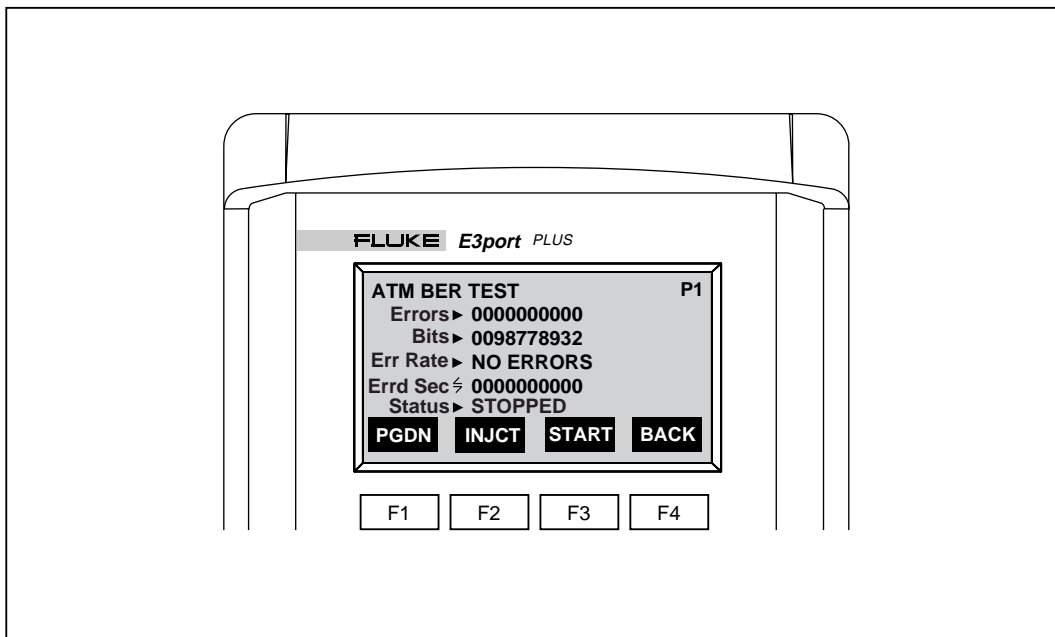 FLUKE E3port PLUS
ATM BER TEST P1
Errors► 0000000000
Bits► 0098778932
Err Rate► NO ERRORS
Errd Sec⚡ 0000000000
Status► STOPPED
PGDN INJCT START BACK
F1 F2 F3 F4